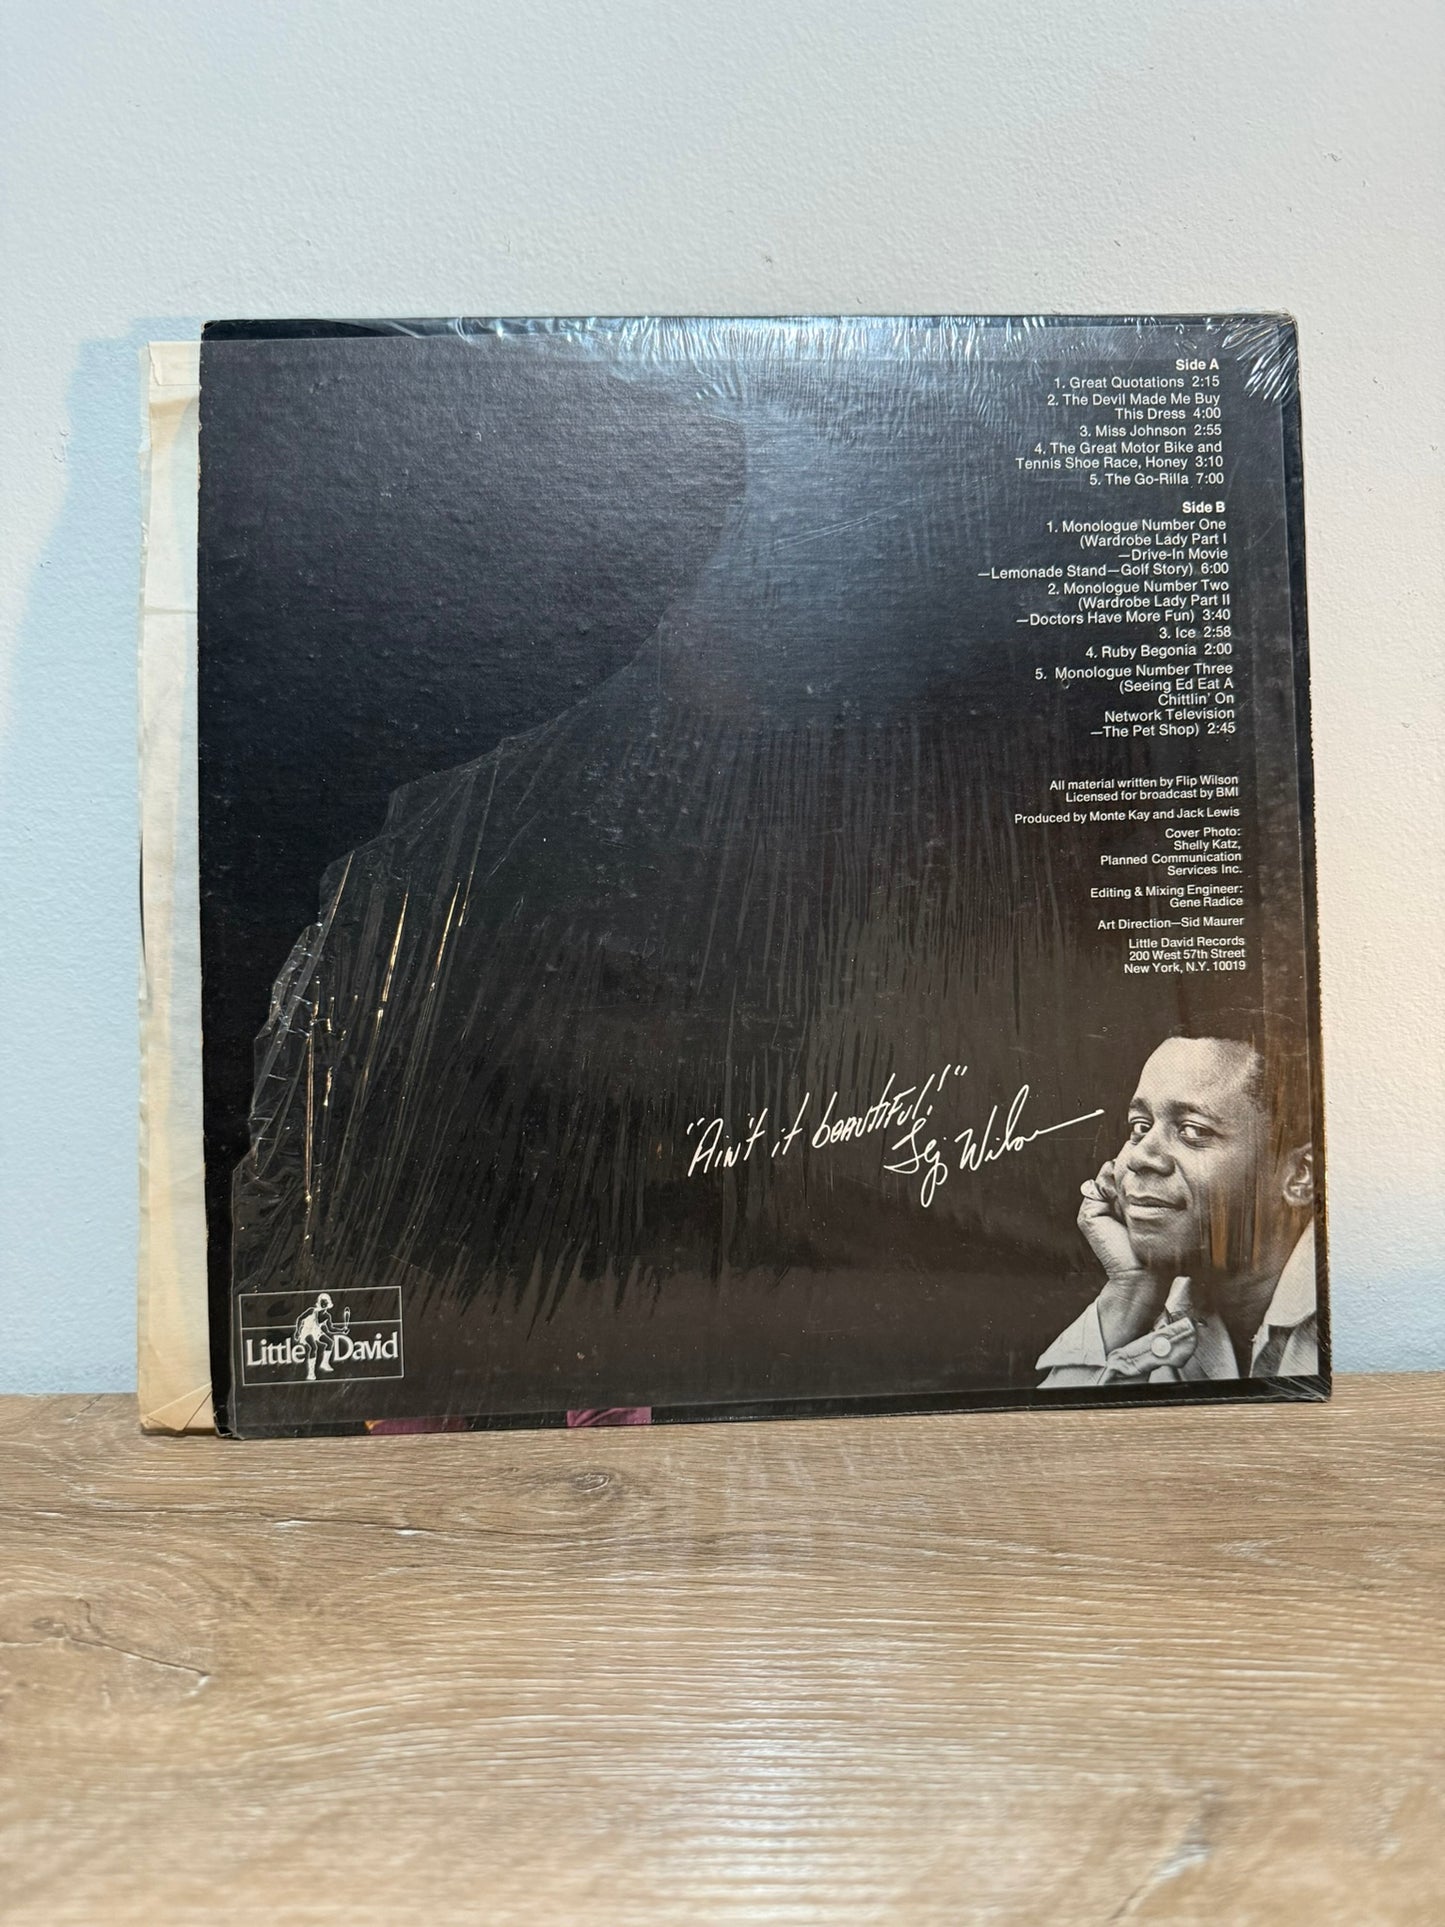 Side A
1. Great Quotations 2:15
2. The Devil Made Me Buy
This Dress 4:00
3. Miss Johnson 2:55
4. The Great Motor Bike and
Tennis Shoe Race, Honey 3:10
5. The Go-Rilla 7:00
Side B
1. Monologue Number One
(Wardrobe Lady Part I
—Drive-In Movie
—Lemonade Stand—Golf Story) 6:00
2. Monologue Number Two
(Wardrobe Lady Part II
—Doctors Have More Fun) 3:40
3. Ice 2:58
4. Ruby Begonia 2:00
5. Monologue Number Three
(Seeing Ed Eat A
Chittlin' On
Network Television
—The Pet Shop) 2:45
All material written by Flip Wilson
Licensed for broadcast by BMI
Produced by Monte Kay and Jack Lewis
Cover Photo:
Shelly Katz,
Planned Communication
Services Inc.
Editing & Mixing Engineer:
Gene Radice
Art Direction—Sid Maurer
Little David Records
200 West 57th Street
New York, N.Y. 10019
"Ain't it beautiful!"
Flip Wilson
Little David